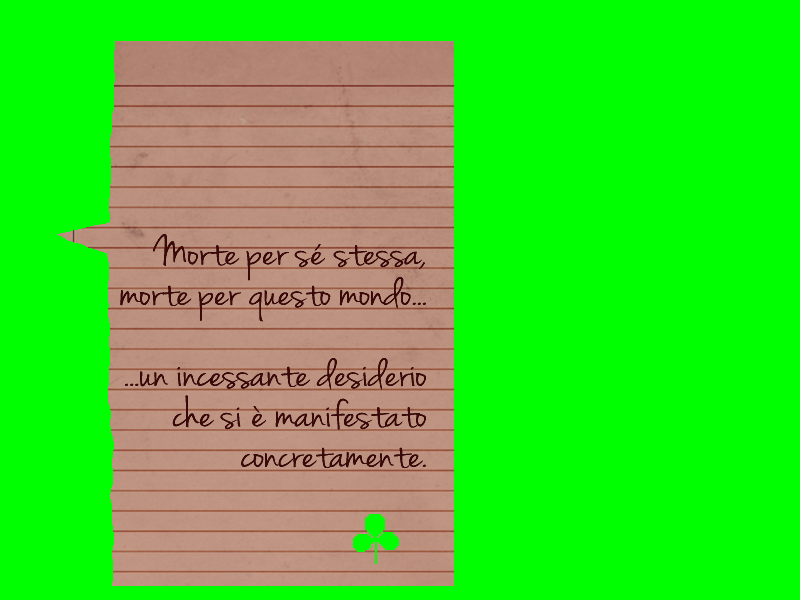 Morte per sé stessa,
morte per questo mondo...
...un incessante desiderio
che si è manifestato
concretamente.